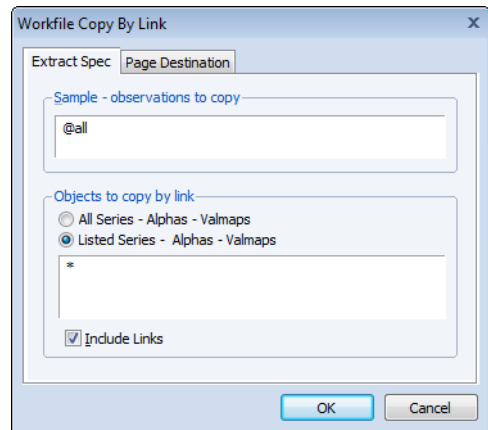 Workfile Copy By Link
Extract Spec Page Destination
Sample - observations to copy
@all
Objects to copy by link
All Series - Alphas - Valmaps
Listed Series - Alphas - Valmaps
*
Include Links
OK Cancel